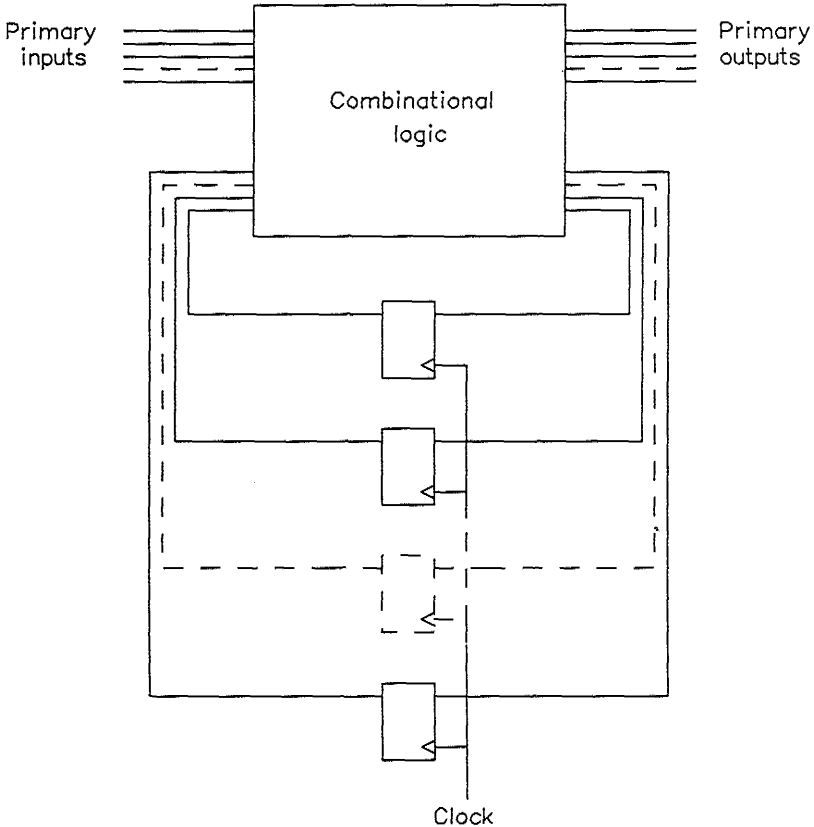 Primary
inputs
Combinational
logic
Primary
outputs
Clock